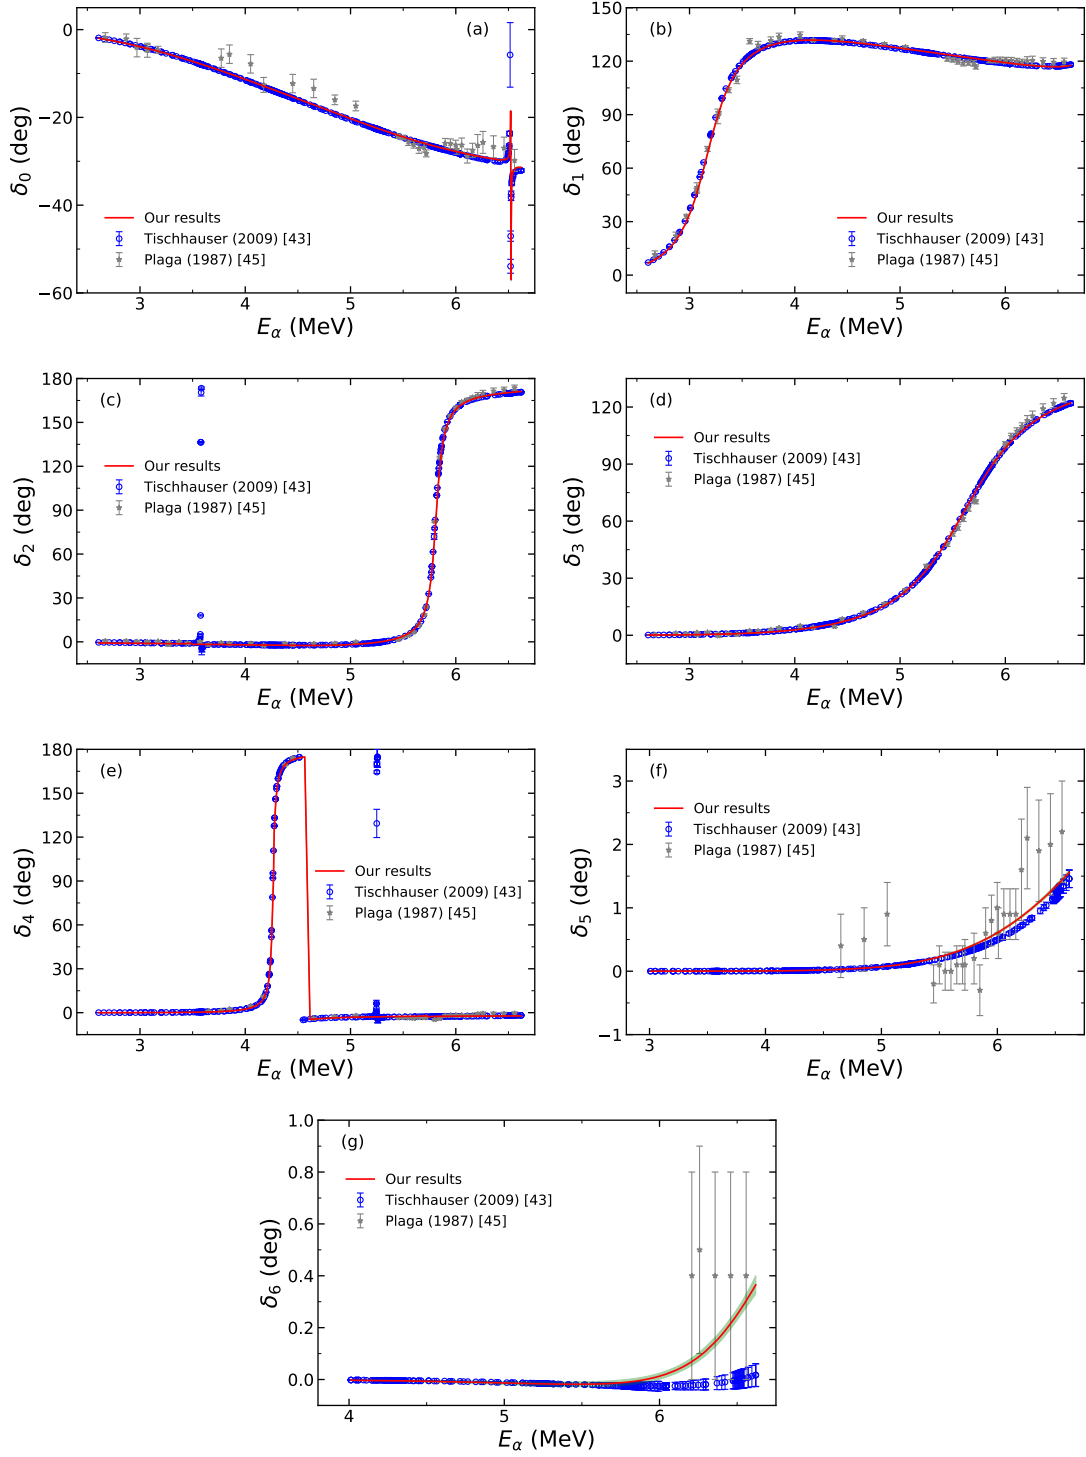 (a)
0
−20
−40
−60
δ0 (deg)
Our results
Tischhauser (2009) [43]
Plaga (1987) [45]
3 4 5 6
Eα (MeV)
(b)
150
120
90
60
30
0
δ1 (deg)
Our results
Tischhauser (2009) [43]
Plaga (1987) [45]
3 4 5 6
Eα (MeV)
(c)
180
150
120
90
60
30
0
δ2 (deg)
Our results
Tischhauser (2009) [43]
Plaga (1987) [45]
3 4 5 6
Eα (MeV)
(d)
120
90
60
30
0
δ3 (deg)
Our results
Tischhauser (2009) [43]
Plaga (1987) [45]
3 4 5 6
Eα (MeV)
(e)
180
150
120
90
60
30
0
δ4 (deg)
Our results
Tischhauser (2009) [43]
Plaga (1987) [45]
3 4 5 6
Eα (MeV)
(f)
3
2
1
0
−1
δ5 (deg)
Our results
Tischhauser (2009) [43]
Plaga (1987) [45]
3 4 5 6
Eα (MeV)
(g)
1.0
0.8
0.6
0.4
0.2
0.0
δ6 (deg)
Our results
Tischhauser (2009) [43]
Plaga (1987) [45]
4 5 6
Eα (MeV)